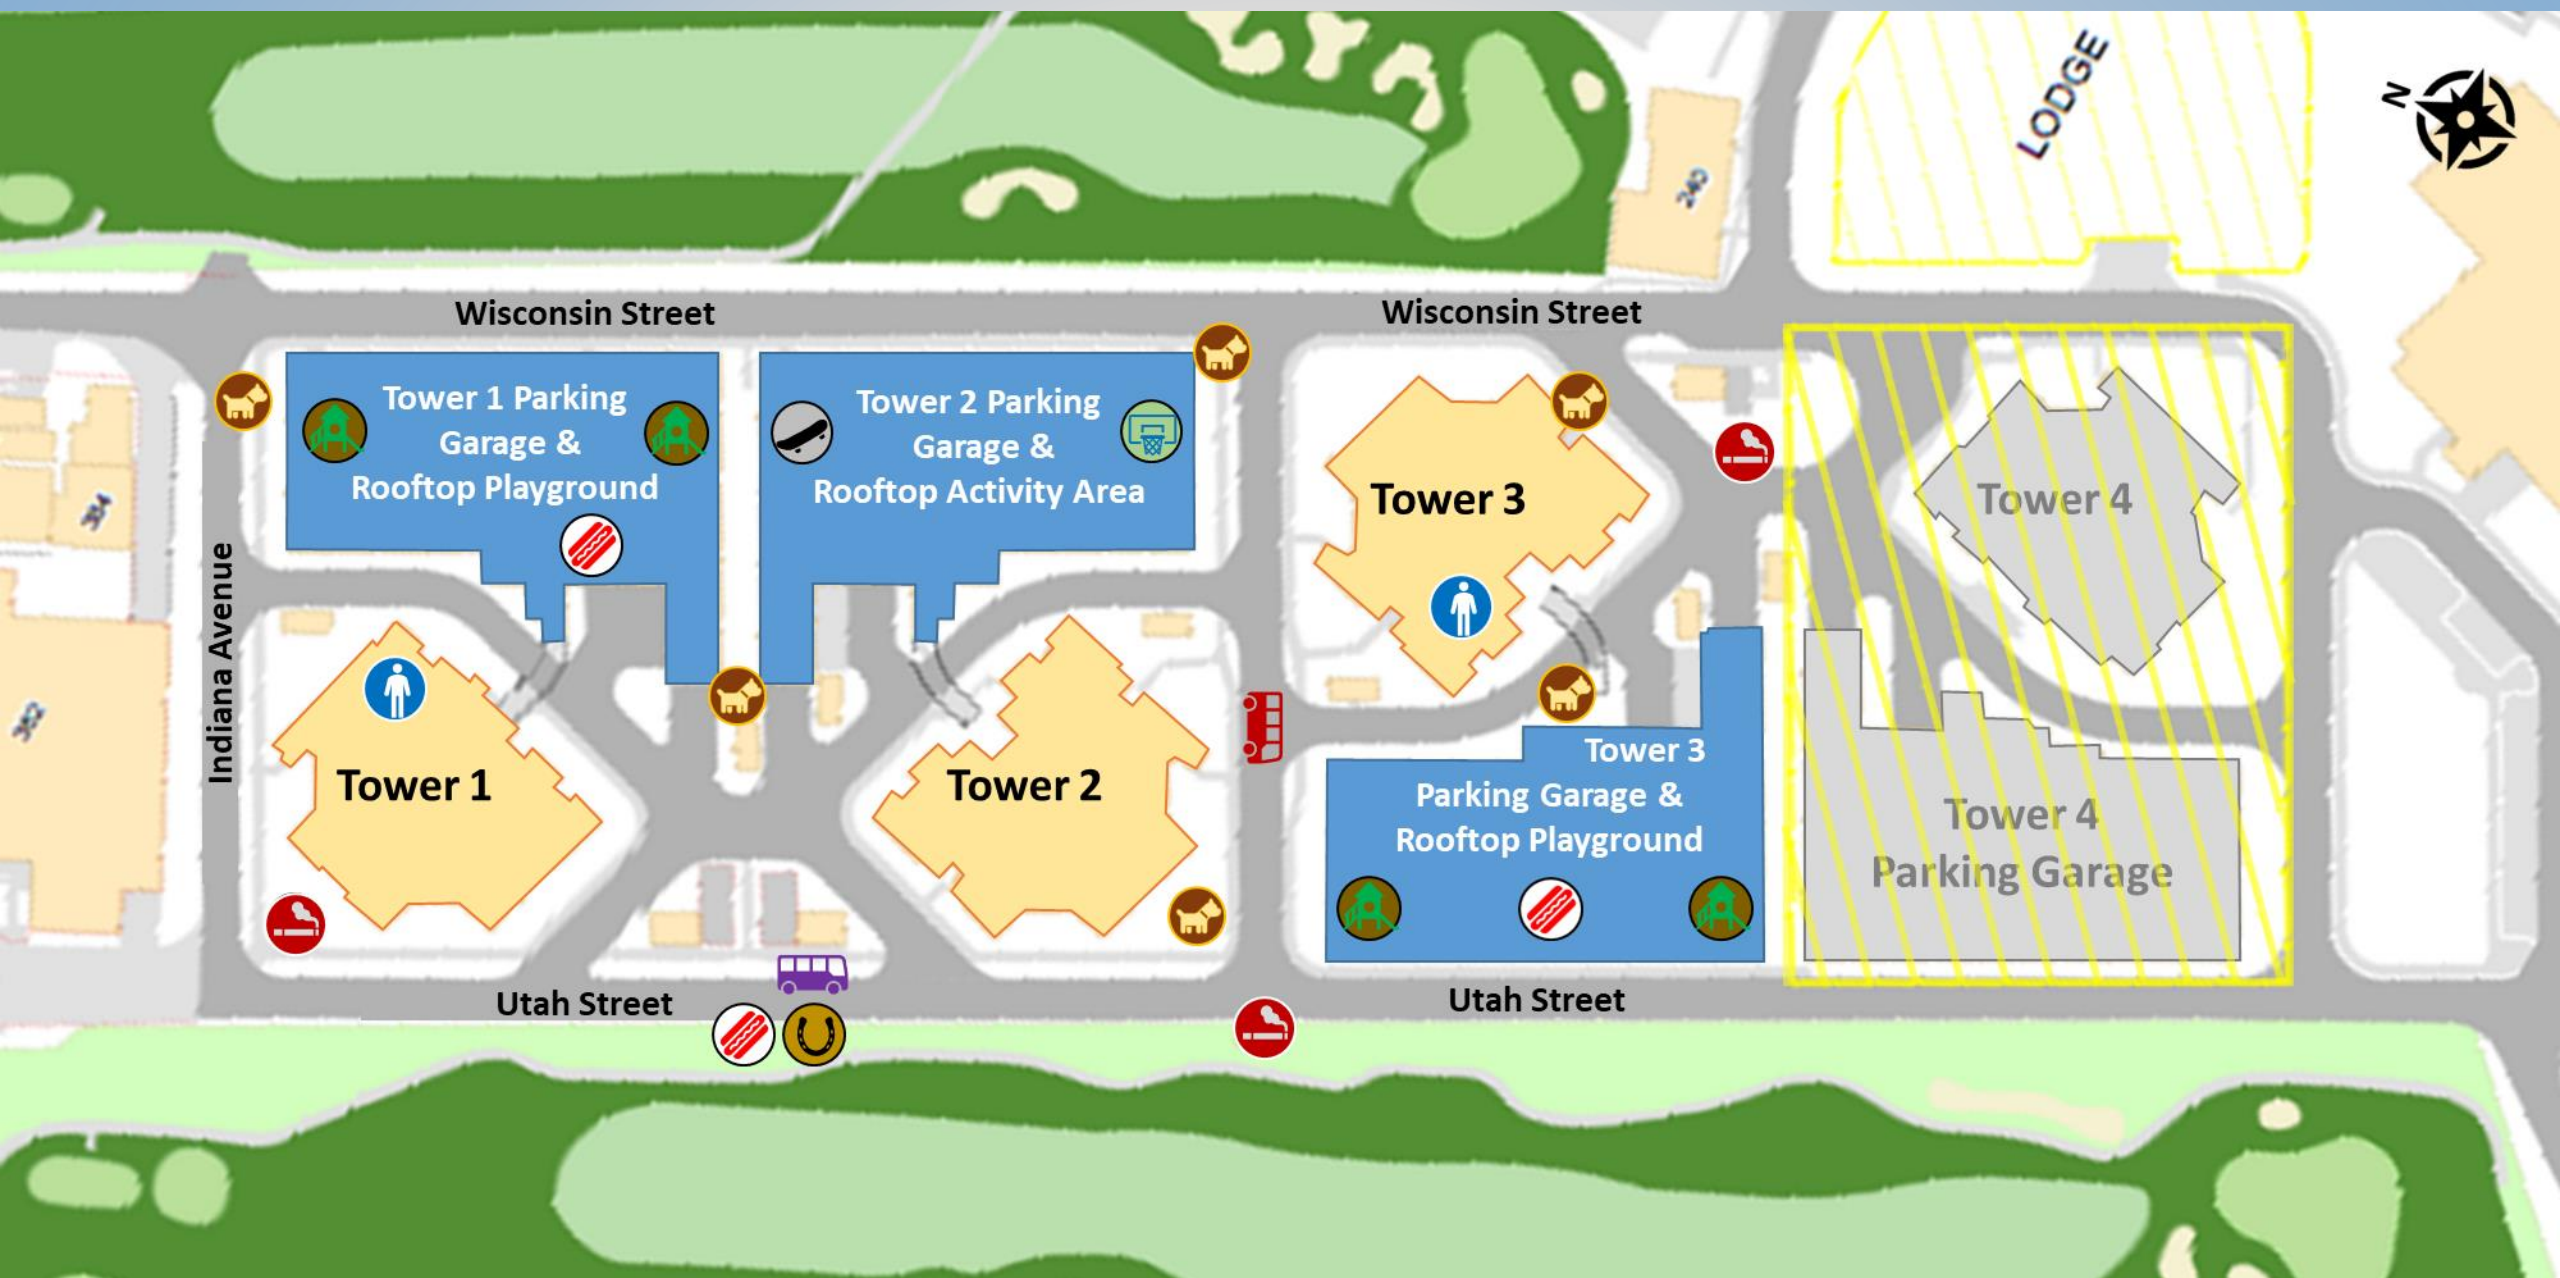 LODGE
N
240
Wisconsin Street
Wisconsin Street
Tower 1 Parking
Garage &
Rooftop Playground
Tower 2 Parking
Garage &
Rooftop Activity Area
Tower 3
Tower 4
Indiana Avenue
Tower 1
Tower 2
Tower 3
Parking Garage &
Rooftop Playground
Tower 4
Parking Garage
Utah Street
Utah Street